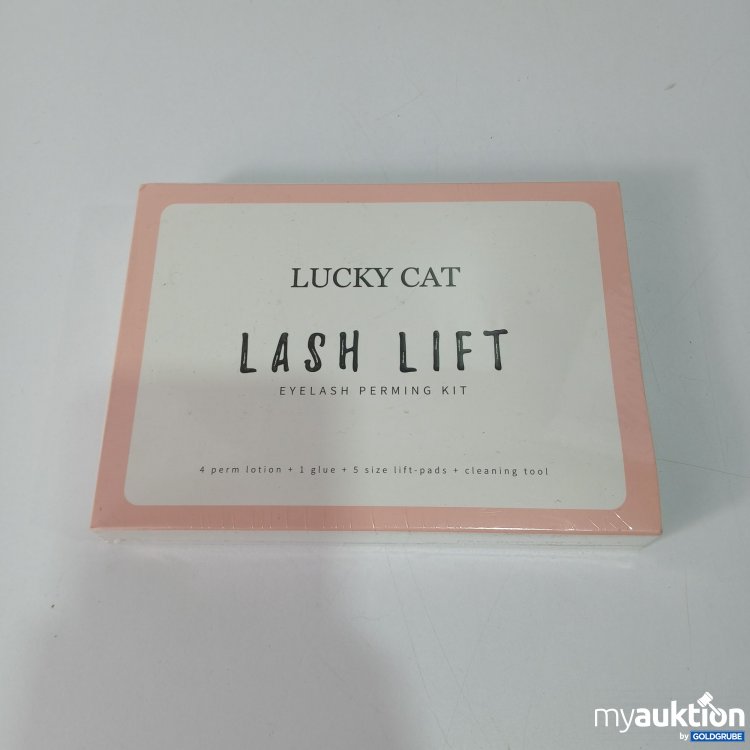 LUCKY CAT
LASH LIFT
EYELASH PERMING KIT
4 perm lotion + 1 glue + 5 size lift-pads + cleaning tool
myauktion
by GOLDGRUBE